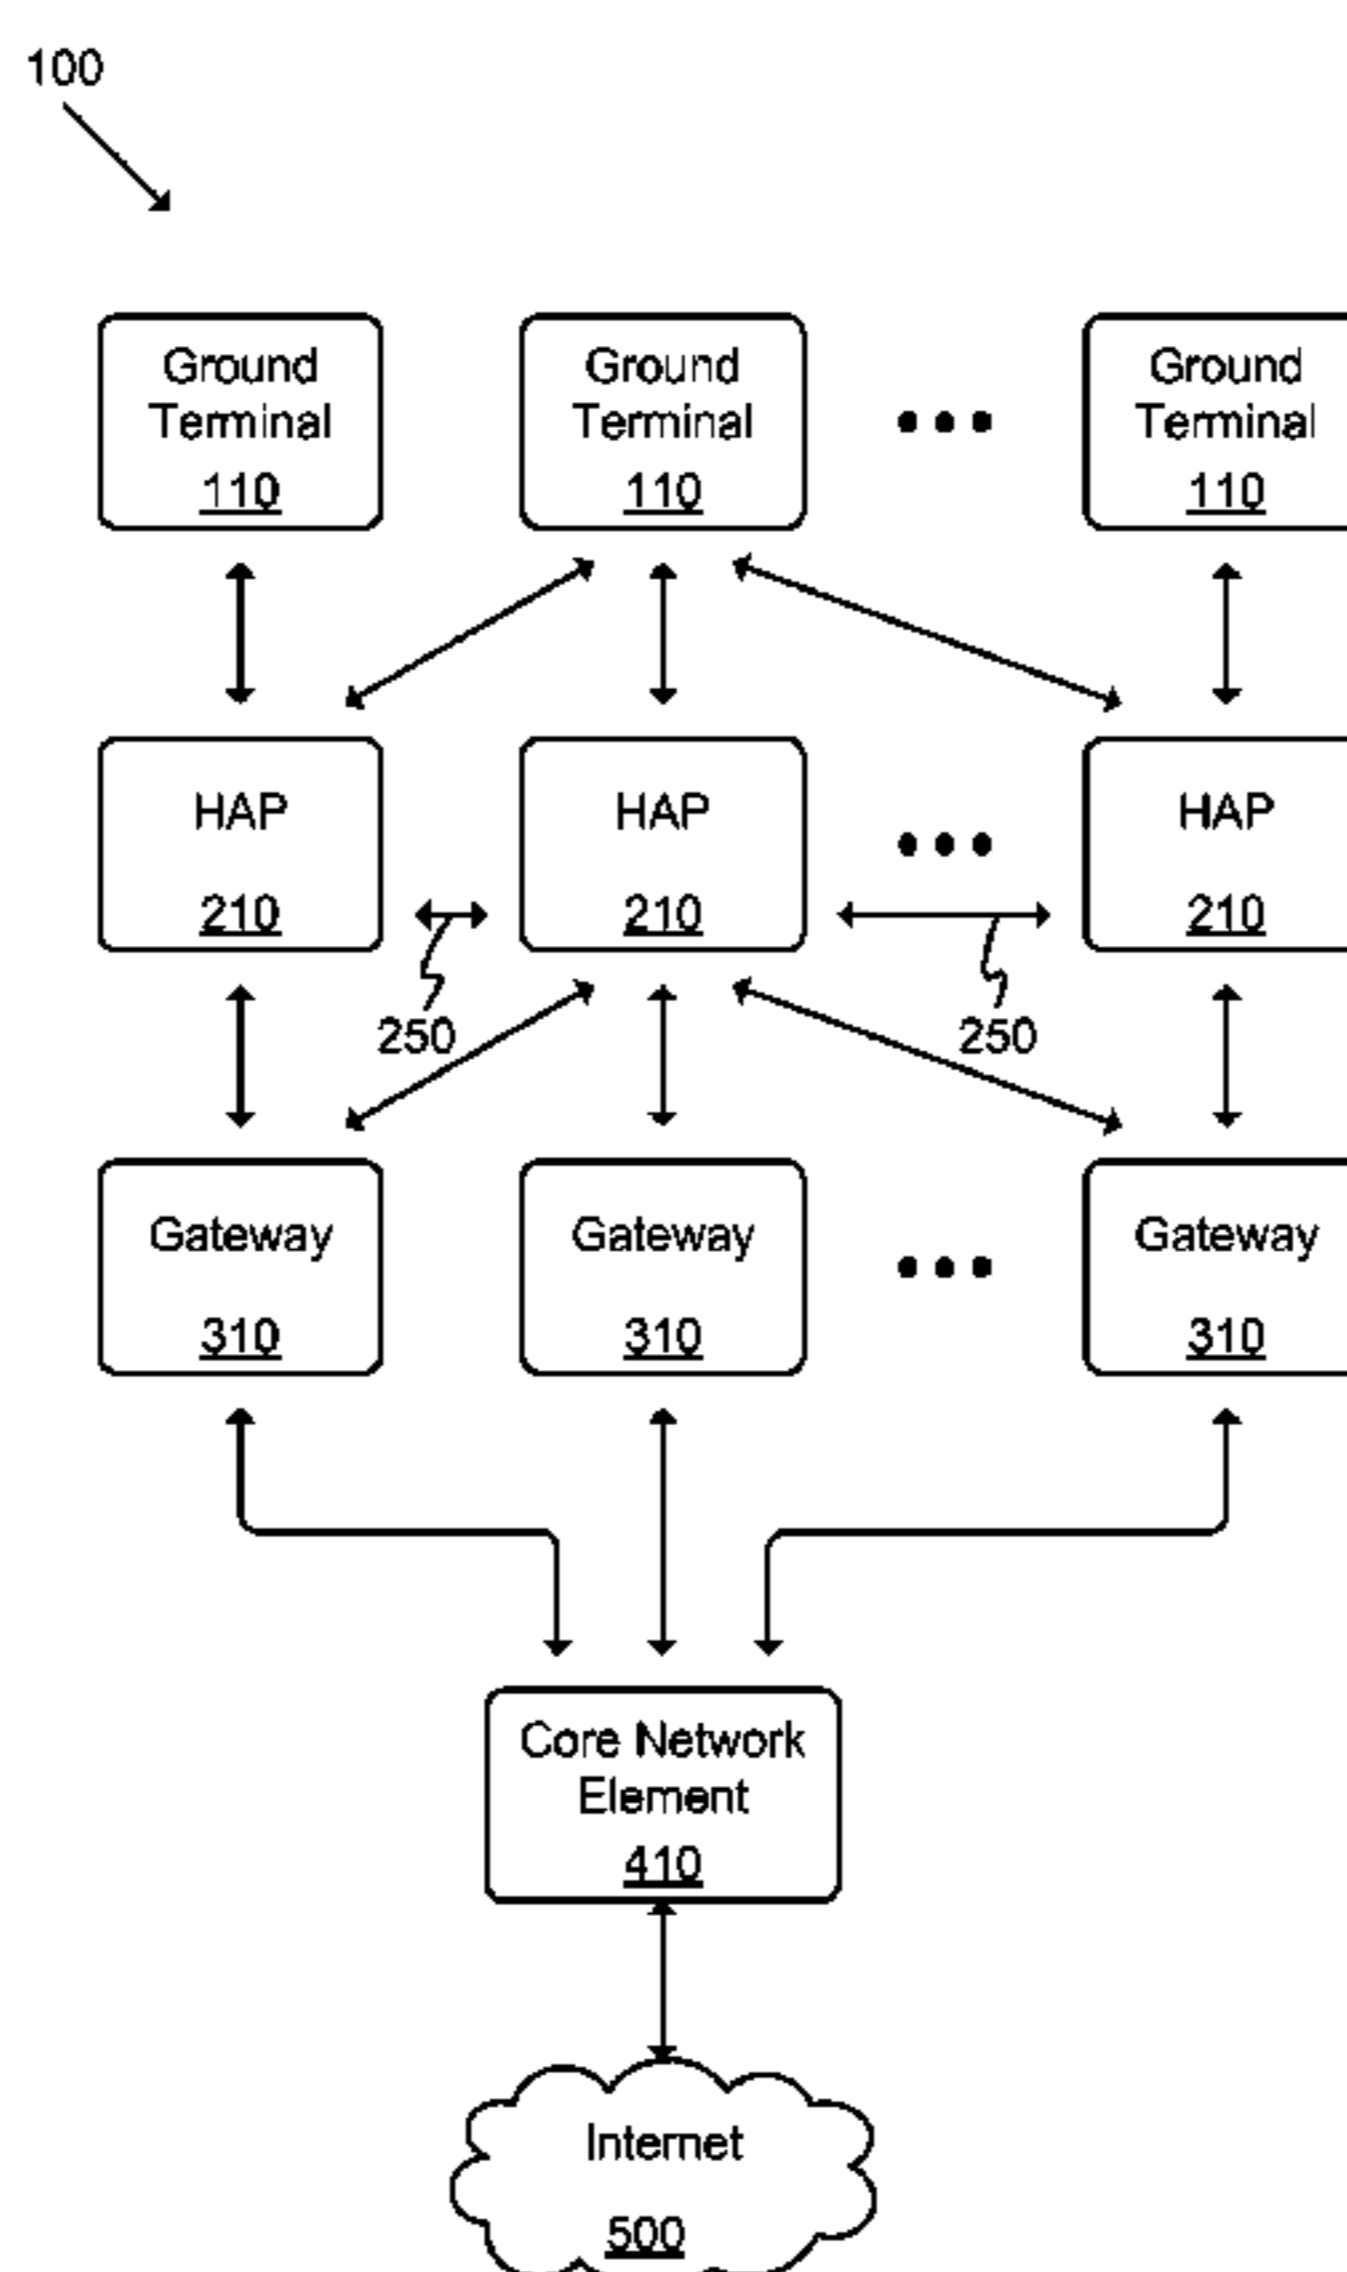 100
Ground
Terminal
110
Ground
Terminal
110
Ground
Terminal
110
HAP
210
HAP
210
HAP
210
250
250
Gateway
310
Gateway
310
Gateway
310
Core Network
Element
410
Internet
500